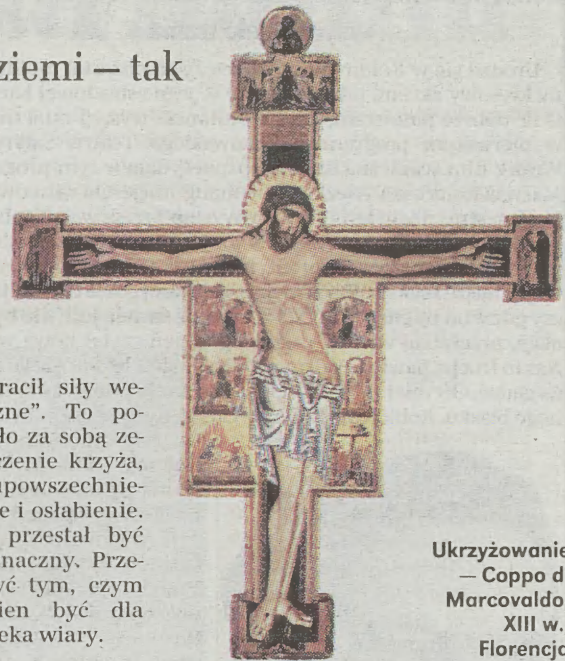 ziemi — tak
racił siły we-
zne”. To po-
ło za sobą ze-
czenie krzyża,
upowszechnie-
e i osłabienie.
przestał być
naczny. Prze-
yć tym, czym
ien być dla
eka wiary.
Ukrzyżowanie
— Coppo d
Marcovaldo
XIII w.
Florencja